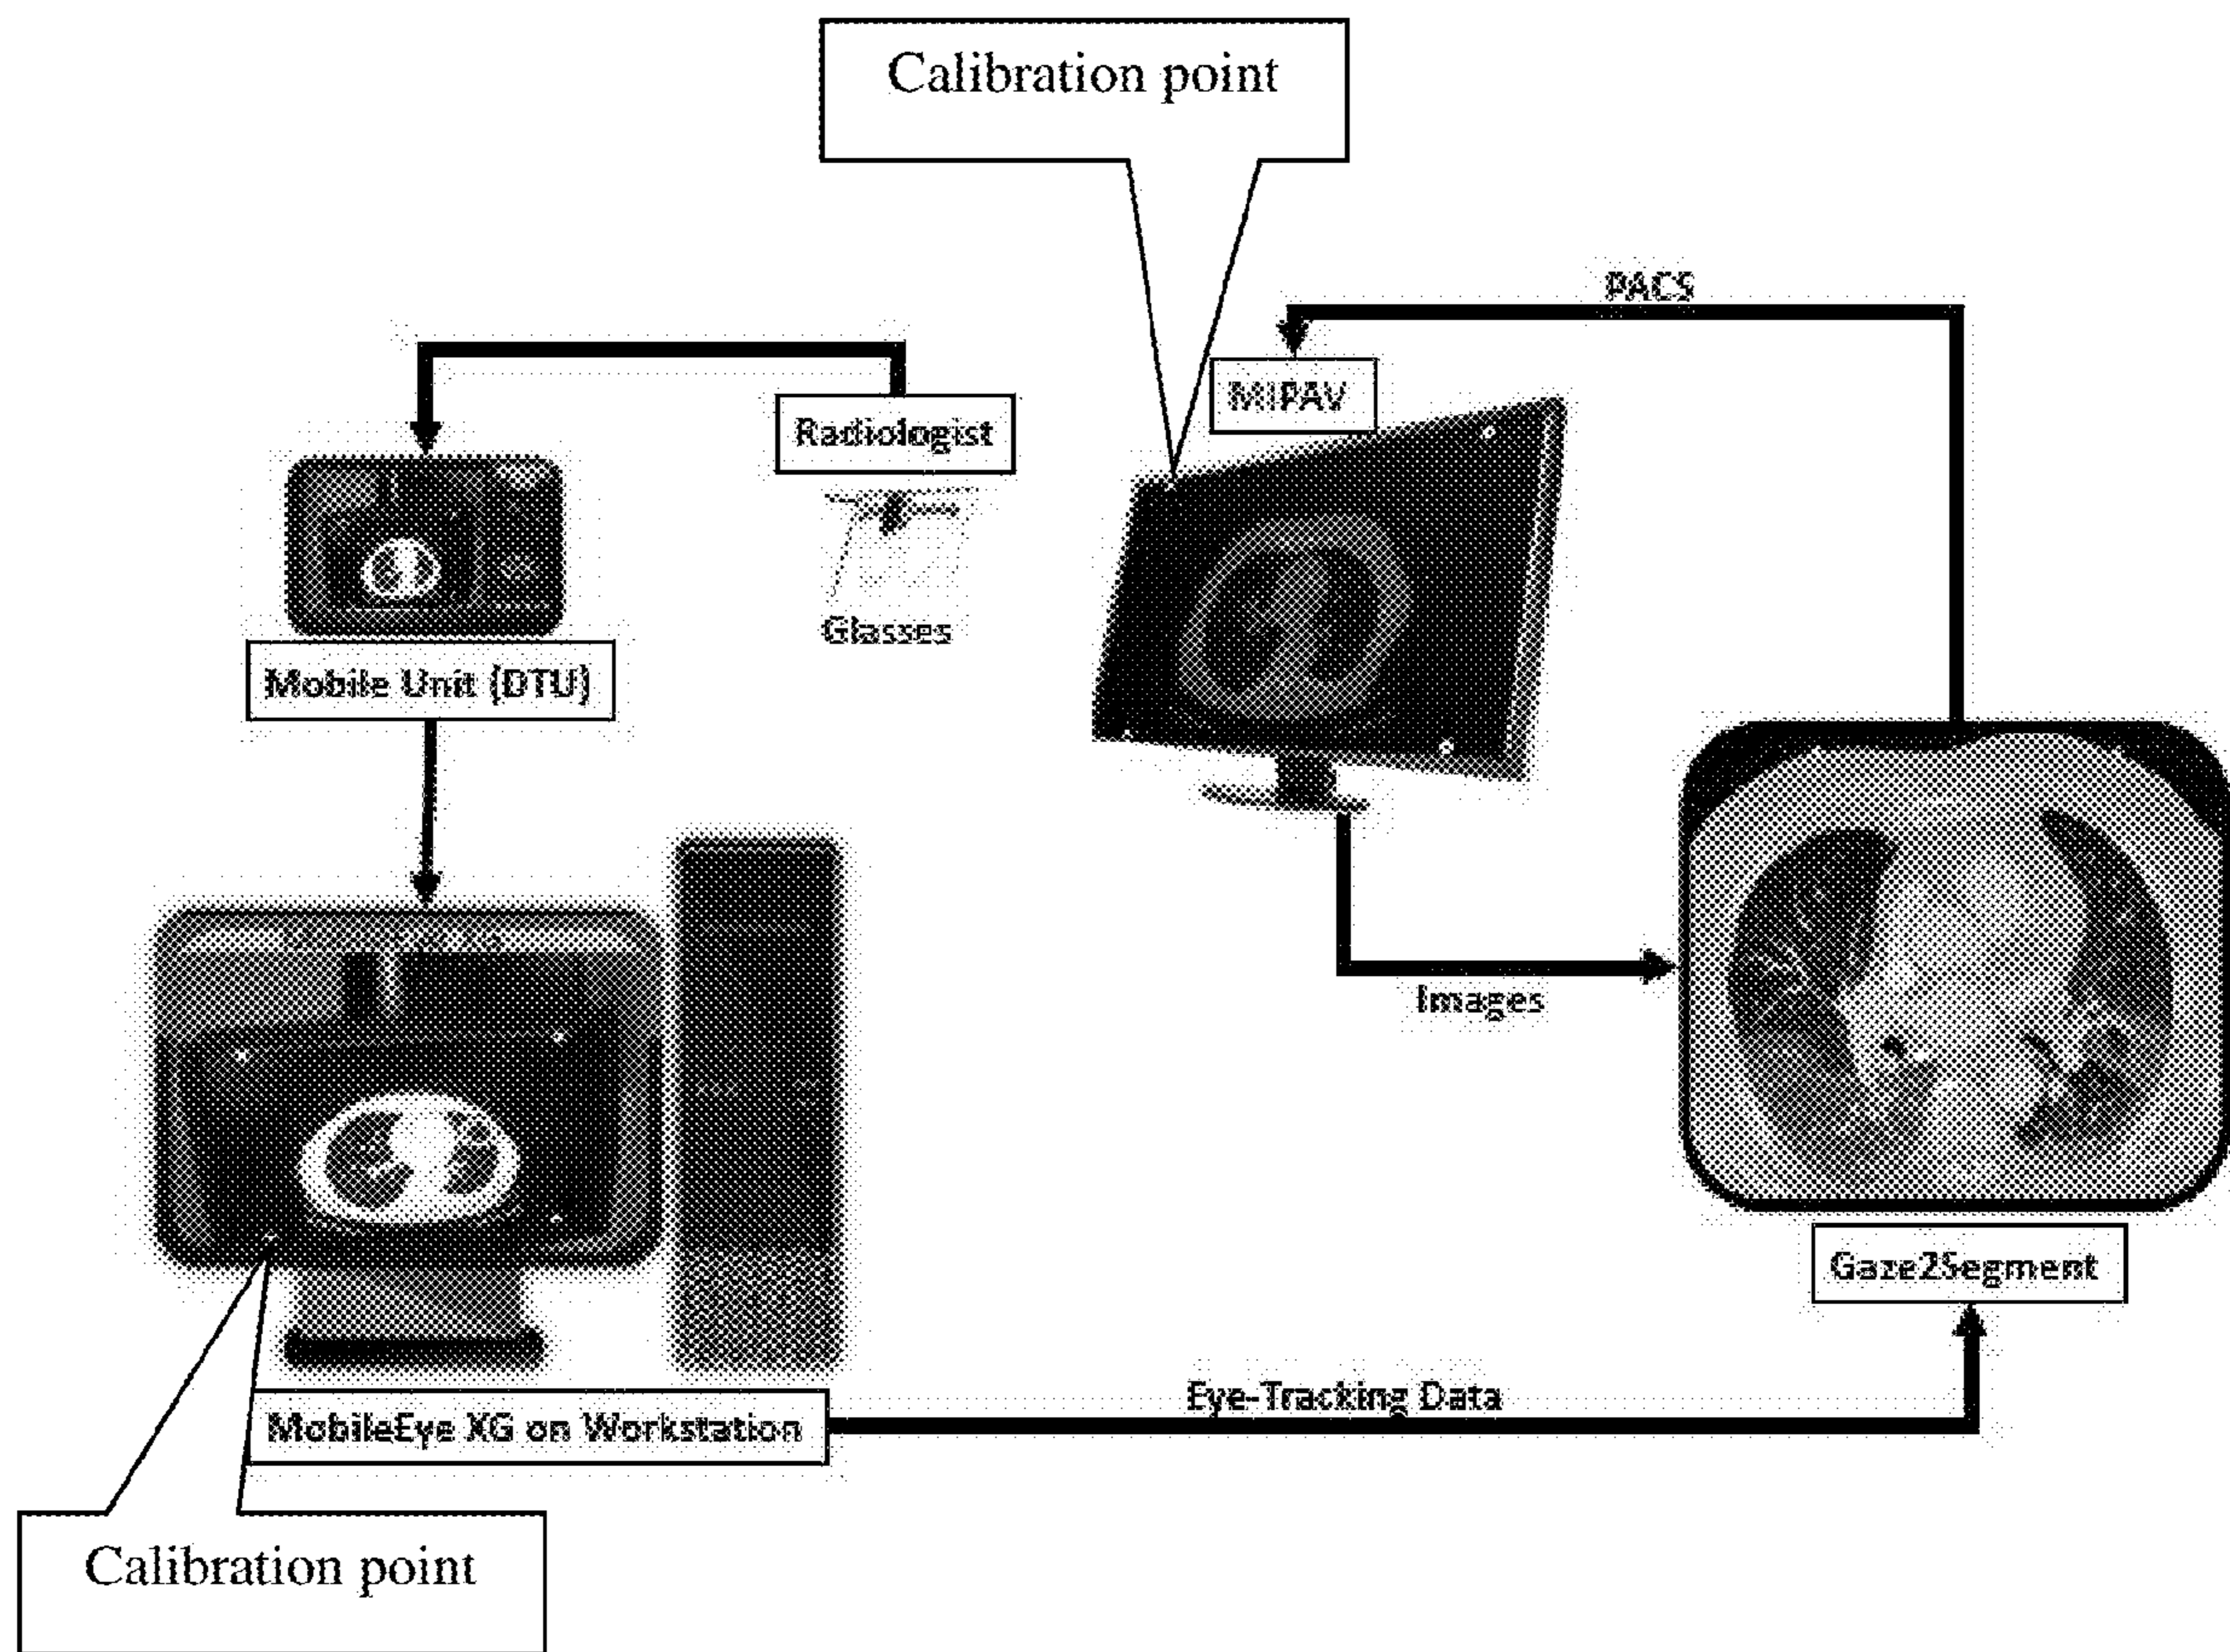 Calibration point
PACS
MIPAV
Radiologist
Glasses
Mobile Unit (DTU)
Images
Gaze2Segment
Eye-Tracking Data
MobileEye XG on Workstation
Calibration point